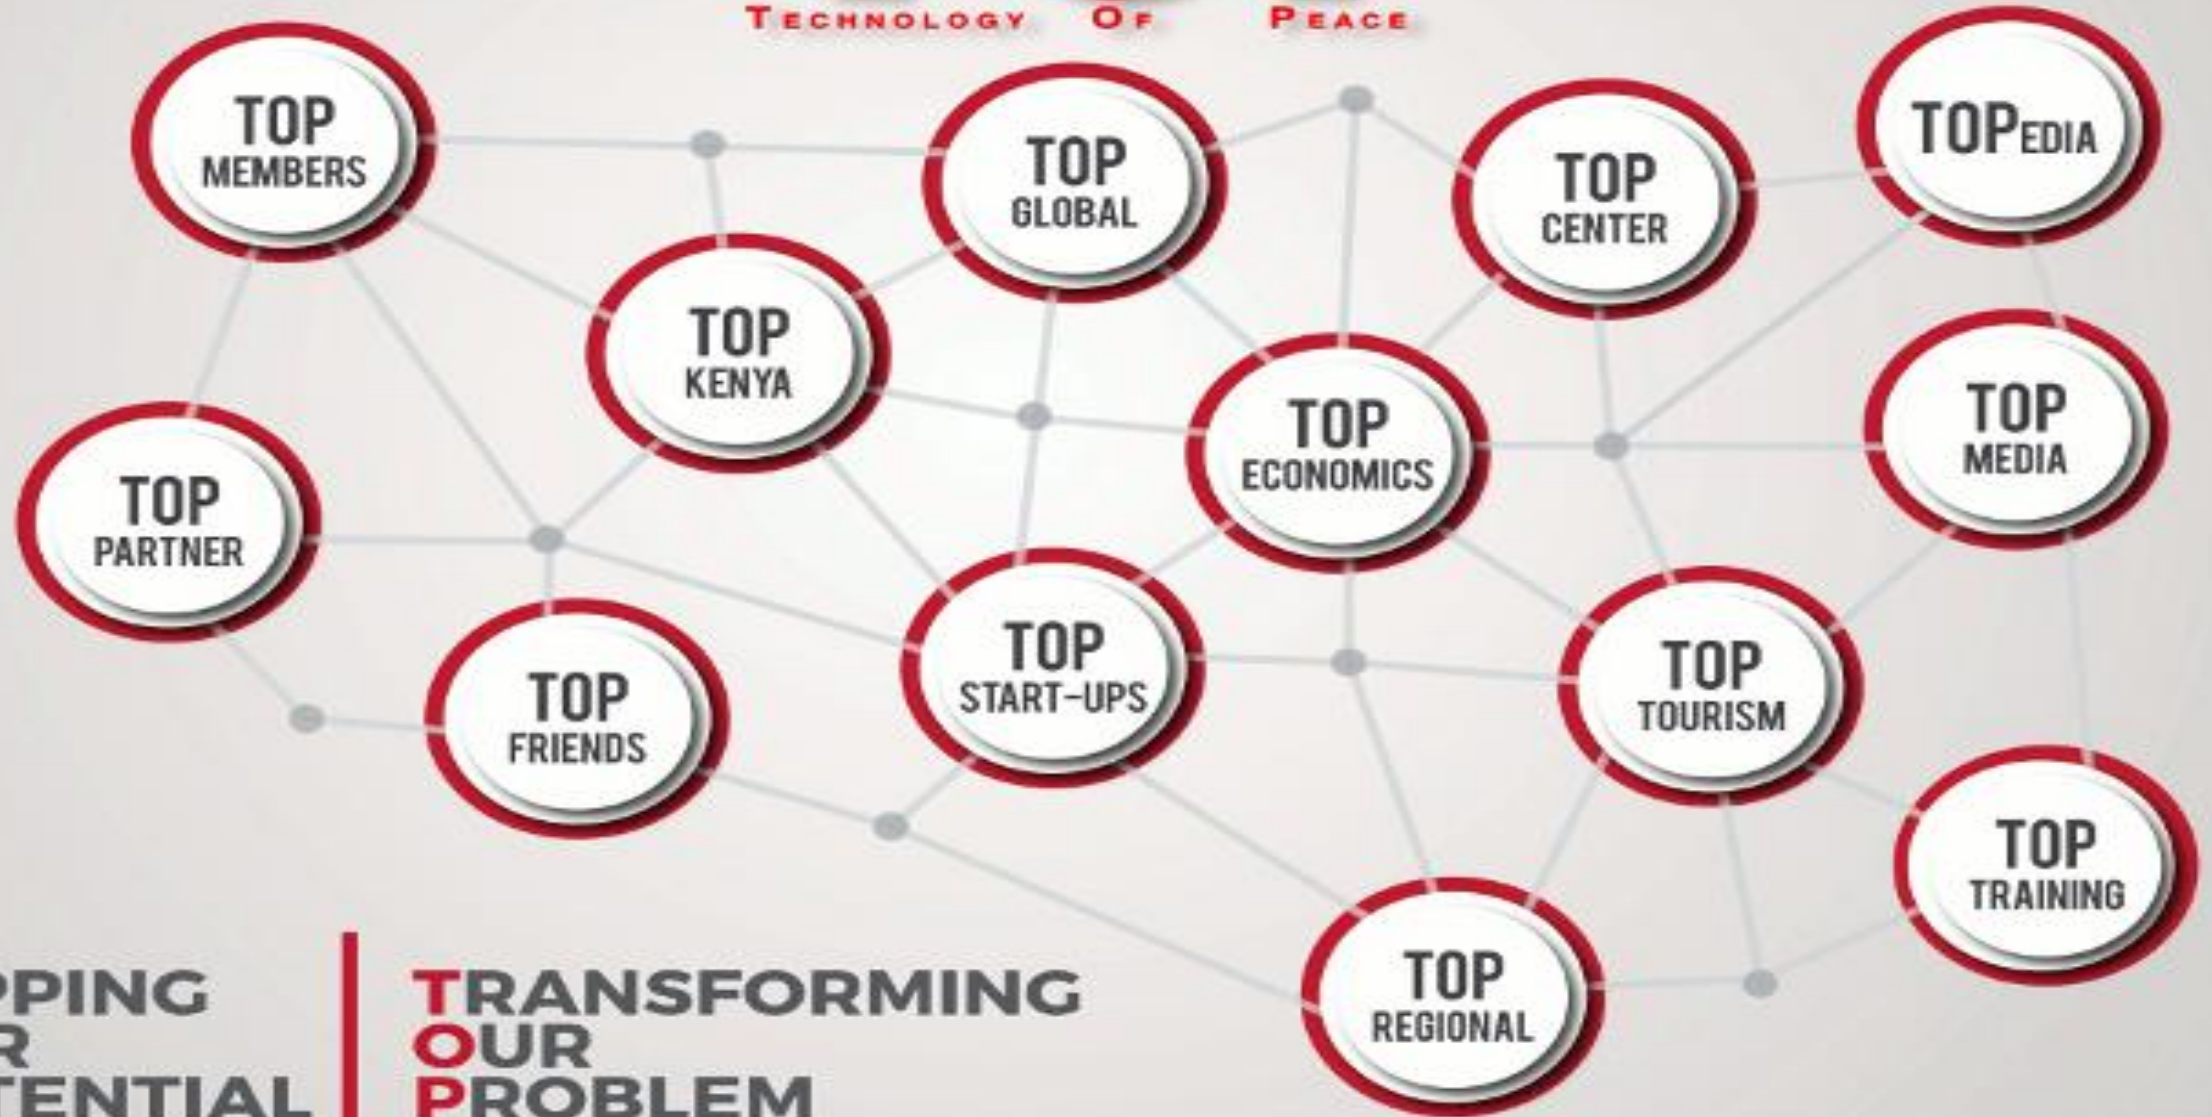 TECHNOLOGY OF PEACE
TOP
MEMBERS
TOP
GLOBAL
TOP
CENTER
TOPEDIA
TOP
KENYA
TOP
ECONOMICS
TOP
MEDIA
TOP
PARTNER
TOP
FRIENDS
TOP
START-UPS
TOP
TOURISM
TOP
TRAINING
TOP
REGIONAL
PPING
R
TENTIAL
TRANSFORMING
OUR
PROBLEM